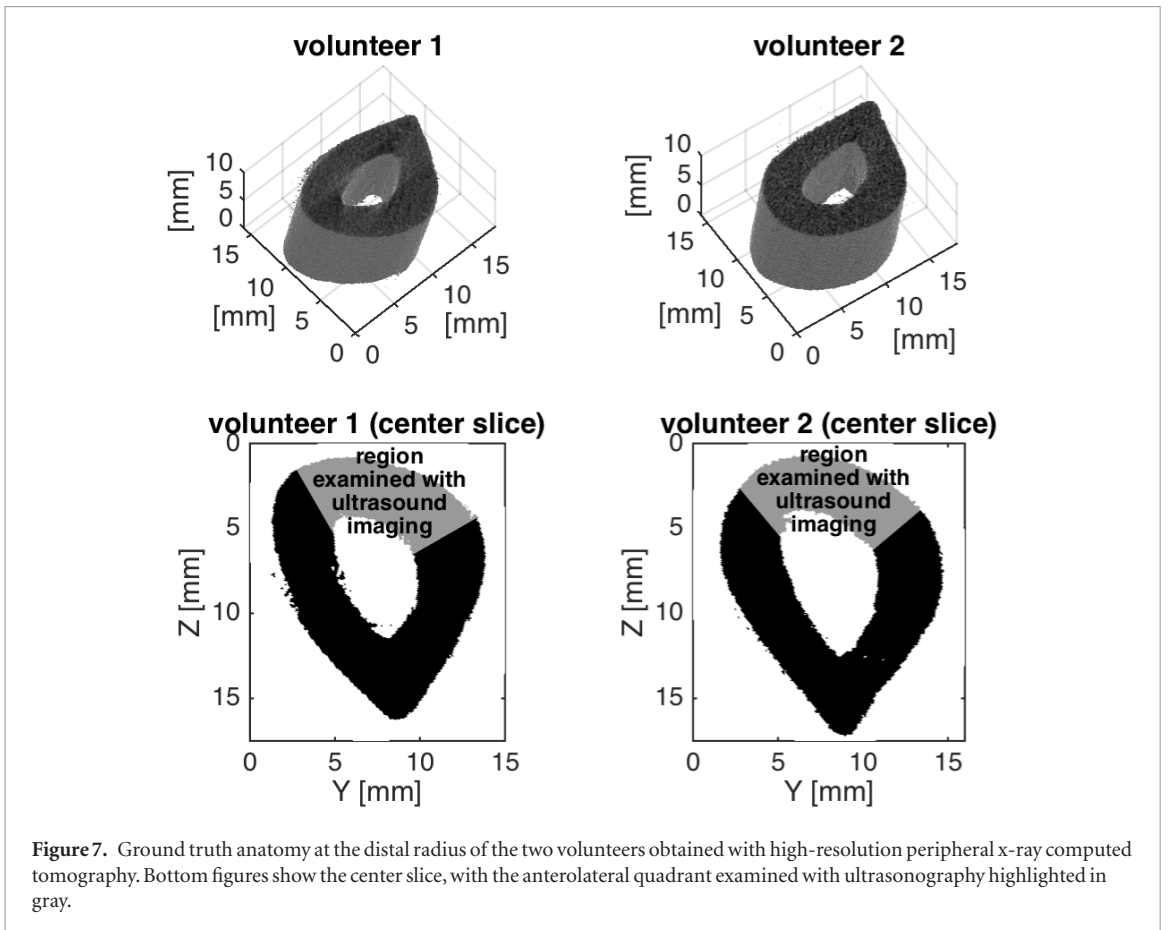 volunteer 1
volunteer 2
10
5
0
[mm]
15
10
5
0
[mm]
0
5
10
15
[mm]
10
5
0
[mm]
15
10
5
0
[mm]
0
5
10
15
[mm]
volunteer 1 (center slice)
volunteer 2 (center slice)
0
5
10
15
Z [mm]
region
examined with
ultrasound
imaging
0
5
10
15
Y [mm]
0
5
10
15
Z [mm]
region
examined with
ultrasound
imaging
0
5
10
15
Y [mm]
Figure 7. Ground truth anatomy at the distal radius of the two volunteers obtained with high-resolution peripheral x-ray computed
tomography. Bottom figures show the center slice, with the anterolateral quadrant examined with ultrasonography highlighted in
gray.